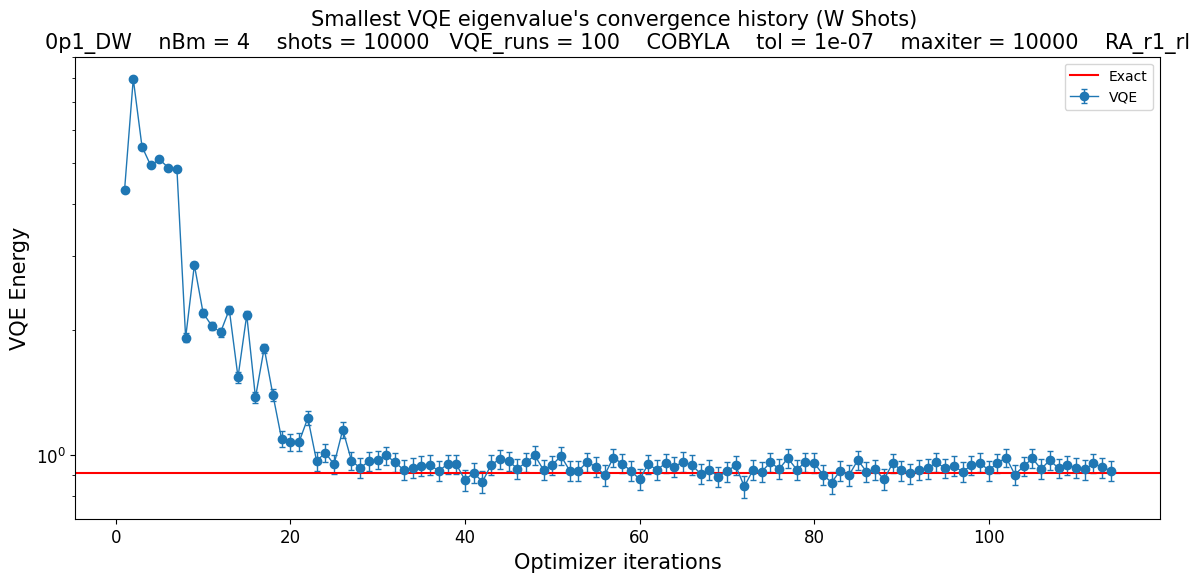 Smallest VQE eigenvalue's convergence history (W Shots)
0p1_DW    nBm = 4    shots = 10000   VQE_runs = 100    COBYLA    tol = 1e-07    maxiter = 10000    RA_r1_rl
Exact
VQE
VQE Energy
10⁰
0 20 40 60 80 100
Optimizer iterations